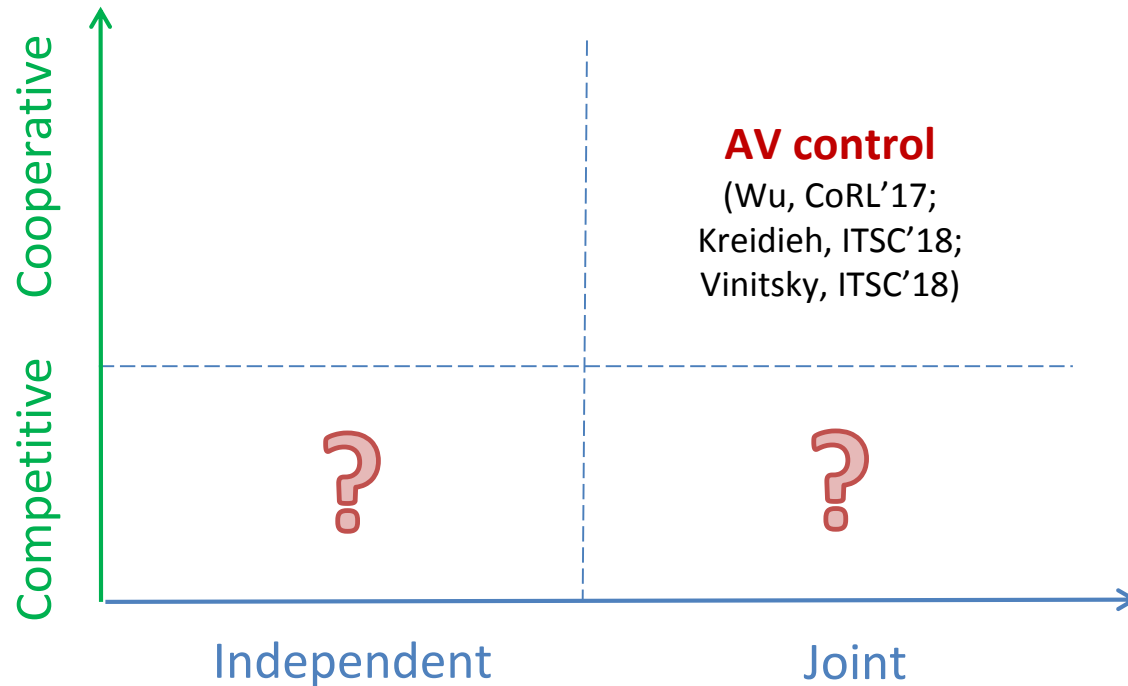 Cooperative
AV control
(Wu, CoRL’17;
Kreidieh, ITSC’18;
Vinitsky, ITSC’18)
Competitive
?
?
Independent
Joint